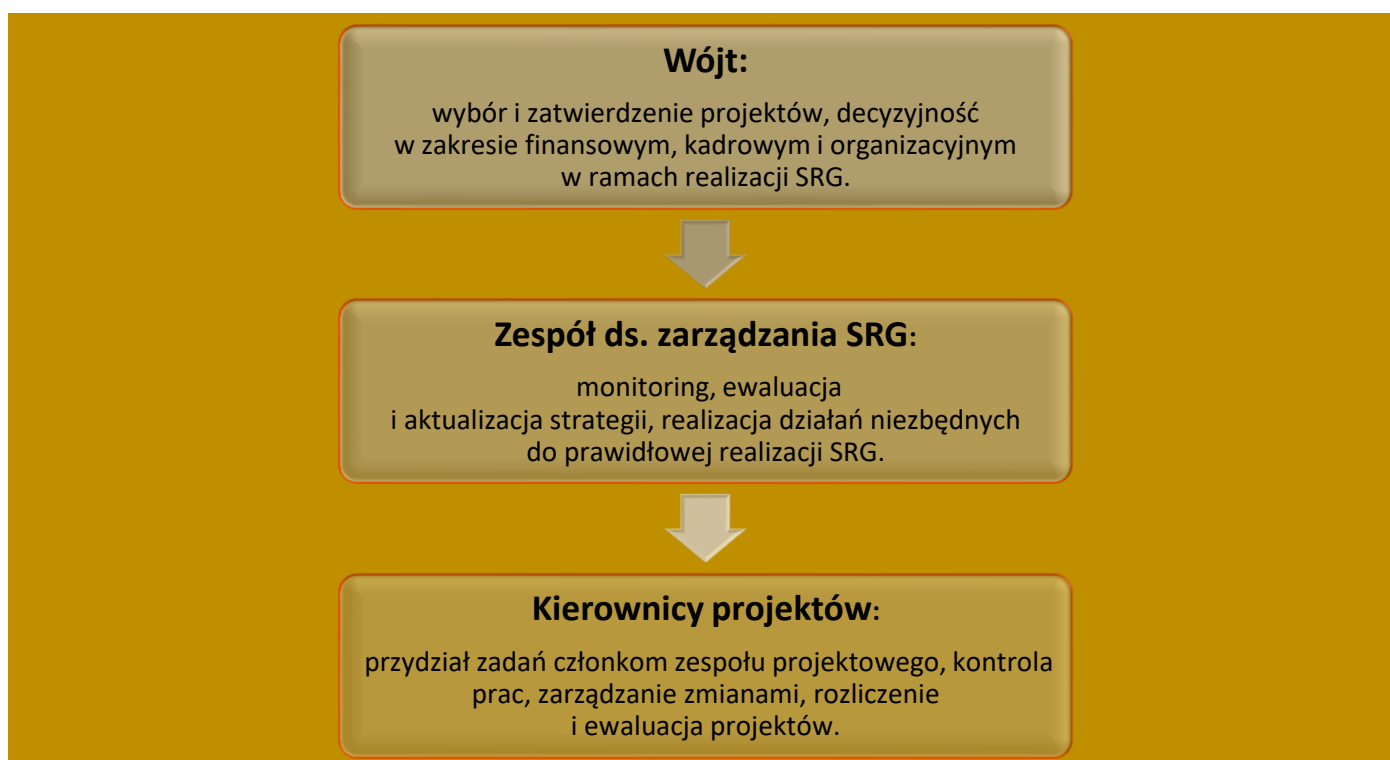 Wójt:
wybór i zatwierdzenie projektów, decyzyjność
w zakresie finansowym, kadrowym i organizacyjnym
w ramach realizacji SRG.
Zespół ds. zarządzania SRG:
monitoring, ewaluacja
i aktualizacja strategii, realizacja działań niezbędnych
do prawidłowej realizacji SRG.
Kierownicy projektów:
przydział zadań członkom zespołu projektowego, kontrola
prac, zarządzanie zmianami, rozliczenie
i ewaluacja projektów.